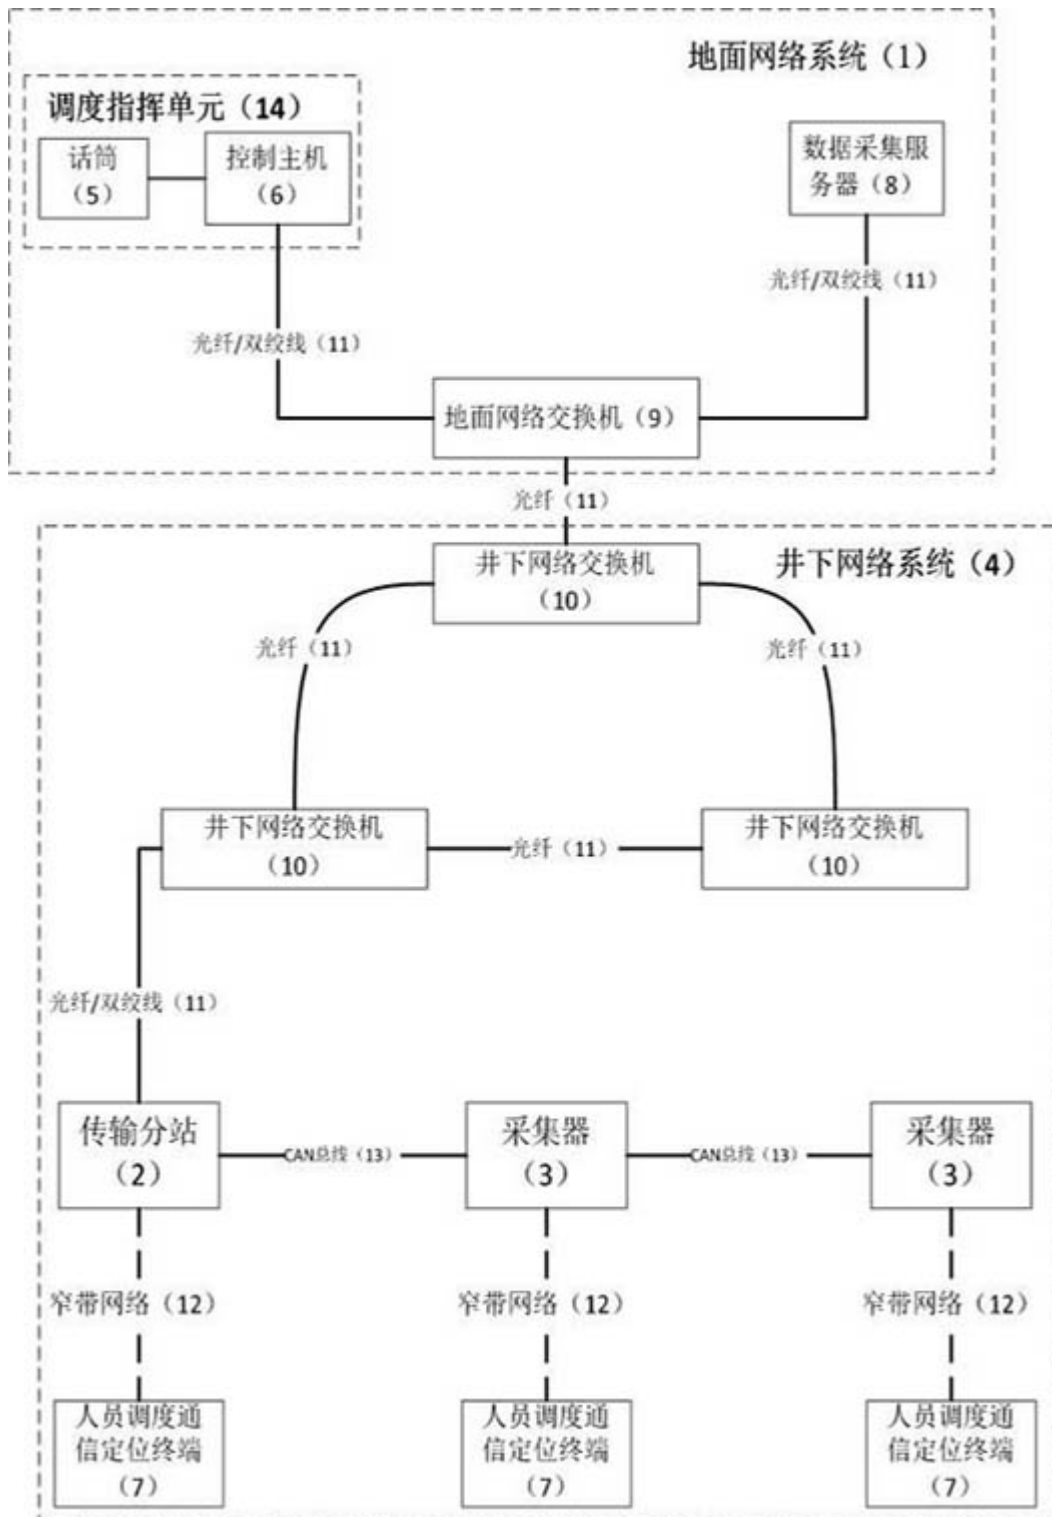 地面网络系统（1）
调度指挥单元（14）
话筒
（5）
控制主机
（6）
数据采集服
务器（8）
光纤/双绞线（11）
光纤/双绞线（11）
地面网络交换机（9）
光纤（11）
井下网络系统（4）
井下网络交换机
（10）
光纤（11）
光纤（11）
井下网络交换机
（10）
光纤（11）
井下网络交换机
（10）
光纤/双绞线（11）
传输分站
（2）
CAN总线（13）
采集器
（3）
CAN总线（13）
采集器
（3）
窄带网络（12）
窄带网络（12）
窄带网络（12）
人员调度通
信定位终端
（7）
人员调度通
信定位终端
（7）
人员调度通
信定位终端
（7）